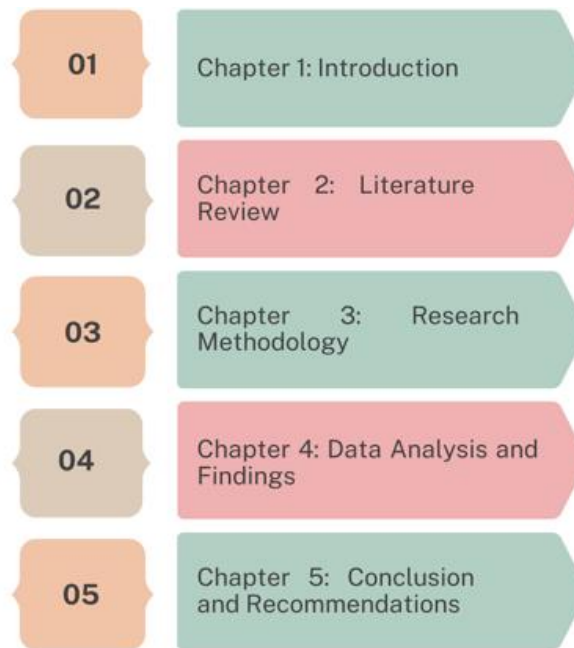 01
Chapter 1: Introduction
02
Chapter 2: Literature
Review
03
Chapter 3: Research
Methodology
04
Chapter 4: Data Analysis and
Findings
05
Chapter 5: Conclusion
and Recommendations